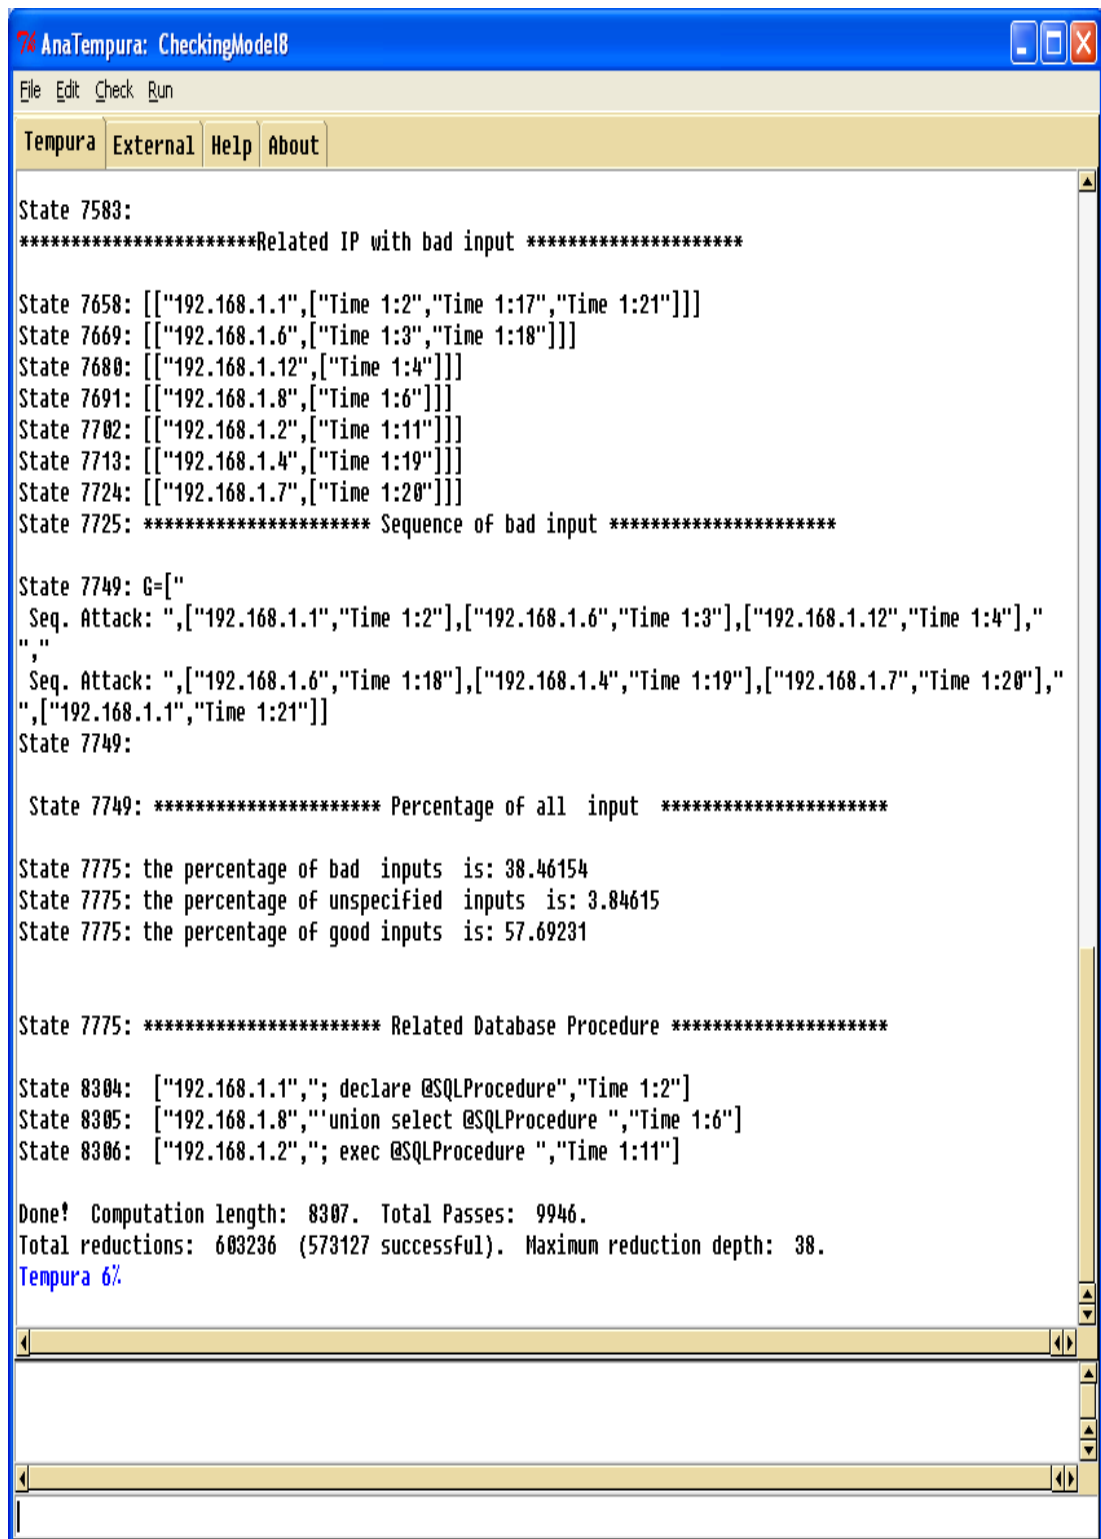 AnaTempura: CheckingModel8
File Edit Check Run
Tempura External Help About
State 7583:
***********************Related IP with bad input *********************
State 7658: [["192.168.1.1",["Time 1:2","Time 1:17","Time 1:21"]]]
State 7669: [["192.168.1.6",["Time 1:3","Time 1:18"]]]
State 7680: [["192.168.1.12",["Time 1:4"]]]
State 7691: [["192.168.1.8",["Time 1:6"]]]
State 7702: [["192.168.1.2",["Time 1:11"]]]
State 7713: [["192.168.1.4",["Time 1:19"]]]
State 7724: [["192.168.1.7",["Time 1:20"]]]
State 7725: ********************** Sequence of bad input **********************
State 7749: G=["
Seq. Attack: ",["192.168.1.1","Time 1:2"],["192.168.1.6","Time 1:3"],["192.168.1.12","Time 1:4"],"
","
Seq. Attack: ",["192.168.1.6","Time 1:18"],["192.168.1.4","Time 1:19"],["192.168.1.7","Time 1:20"],"
",["192.168.1.1","Time 1:21"]]
State 7749:
State 7749: ********************** Percentage of all  input  **********************
State 7775: the percentage of bad  inputs  is: 38.46154
State 7775: the percentage of unspecified  inputs  is: 3.84615
State 7775: the percentage of good inputs  is: 57.69231
State 7775: *********************** Related Database Procedure *********************
State 8304:  ["192.168.1.1","; declare @SQLProcedure","Time 1:2"]
State 8305:  ["192.168.1.8","'union select @SQLProcedure ","Time 1:6"]
State 8306:  ["192.168.1.2","; exec @SQLProcedure ","Time 1:11"]
Done!  Computation length:  8307.  Total Passes:  9946.
Total reductions:  603236  (573127 successful).  Maximum reduction depth:  38.
Tempura 6%